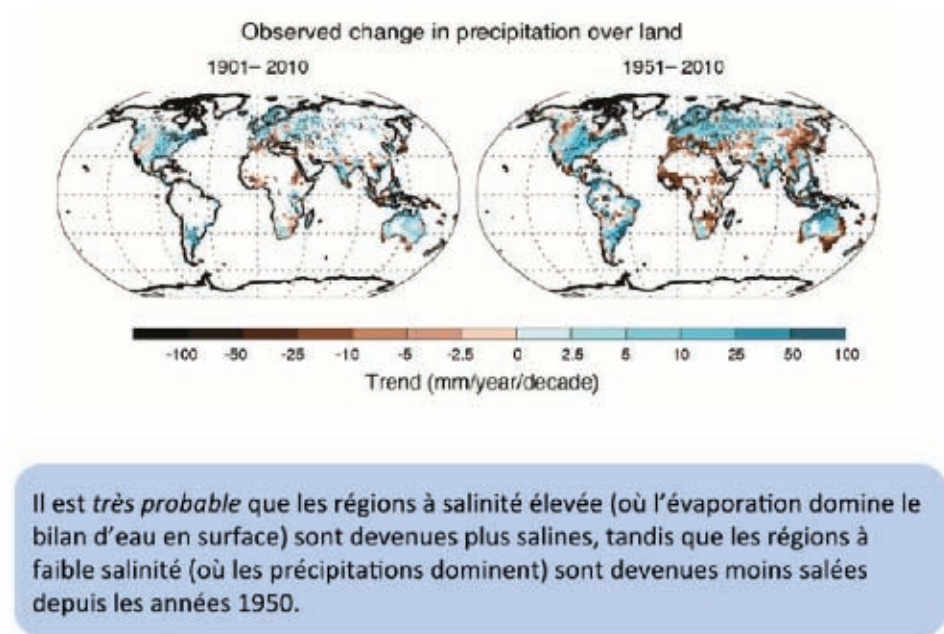 Observed change in precipitation over land
1901– 2010
1951– 2010
-100 -50 -25 -10 -5 -2.5 0 2.5 5 10 25 50 100
Trend (mm/year/decade)
Il est très probable que les régions à salinité élevée (où l’évaporation domine le
bilan d’eau en surface) sont devenues plus salines, tandis que les régions à
faible salinité (où les précipitations dominent) sont devenues moins salées
depuis les années 1950.